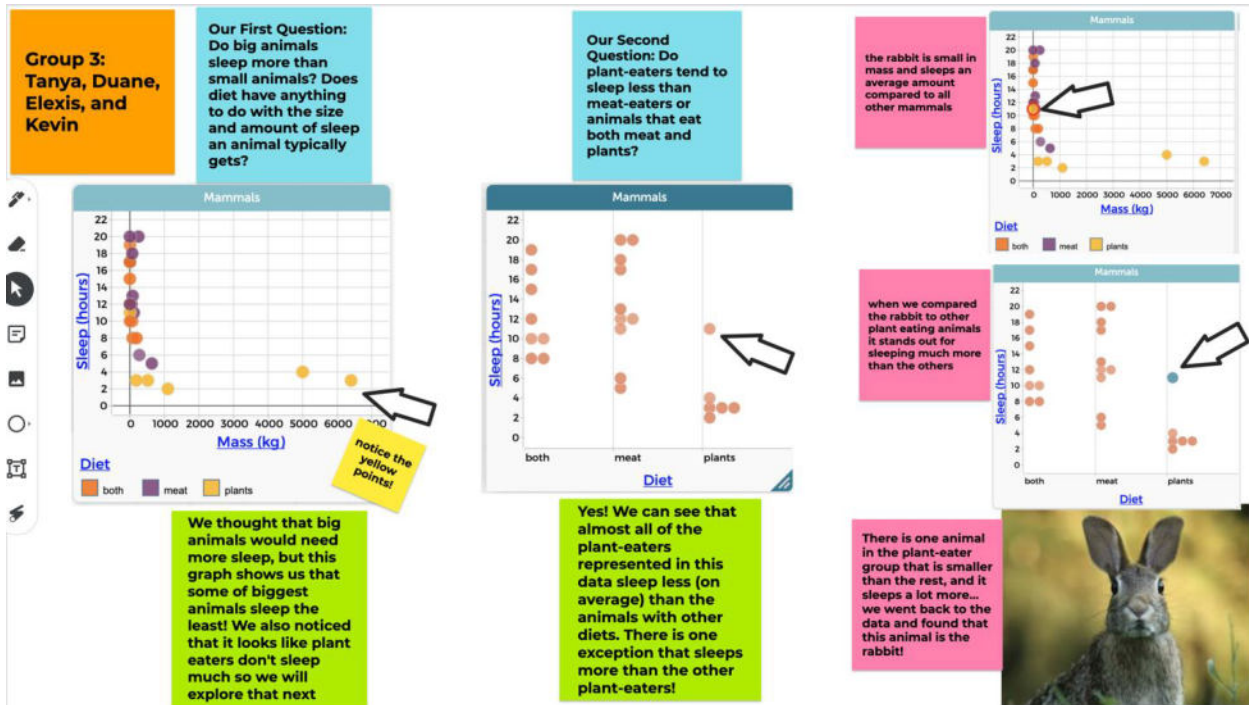 Group 3:
Tanya, Duane,
Elexis, and
Kevin
Our First Question:
Do big animals
sleep more than
small animals? Does
diet have anything
to do with the size
and amount of sleep
an animal typically
gets?
Mammals
22
20
18
16
14
12
10
8
6
4
2
0
Sleep (hours)
0 1000 2000 3000 4000 5000 6000
Mass (kg)
Diet
both meat plants
notice the
yellow
points!
We thought that big
animals would need
more sleep, but this
graph shows us that
some of biggest
animals sleep the
least! We also noticed
that it looks like plant
eaters don't sleep
much so we will
explore that next
Our Second
Question: Do
plant-eaters tend to
sleep less than
meat-eaters or
animals that eat
both meat and
plants?
Mammals
22
20
18
16
14
12
10
8
6
4
2
0
Sleep (hours)
both meat plants
Diet
Yes! We can see that
almost all of the
plant-eaters
represented in this
data sleep less (on
average) than the
animals with other
diets. There is one
exception that sleeps
more than the other
plant-eaters!
the rabbit is small in
mass and sleeps an
average amount
compared to all
other mammals
Mammals
22
20
18
16
14
12
10
8
6
4
2
0
Sleep (hours)
0 1000 2000 3000 4000 5000 6000 7000
Mass (kg)
Diet
both meat plants
when we compared
the rabbit to other
plant eating animals
it stands out for
sleeping much more
than the others
Mammals
22
20
18
16
14
12
10
8
6
4
2
0
Sleep (hours)
both meat plants
Diet
There is one animal
in the plant-eater
group that is smaller
than the rest, and it
sleeps a lot more...
we went back to the
data and found that
this animal is the
rabbit!